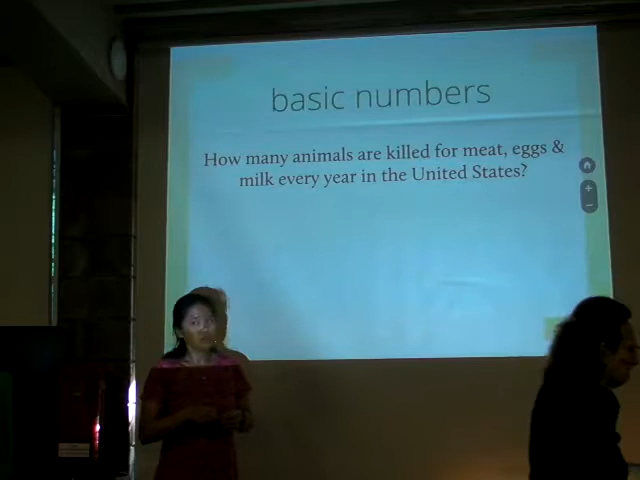 basic numbers
How many animals are killed for meat, eggs &
milk every year in the United States?